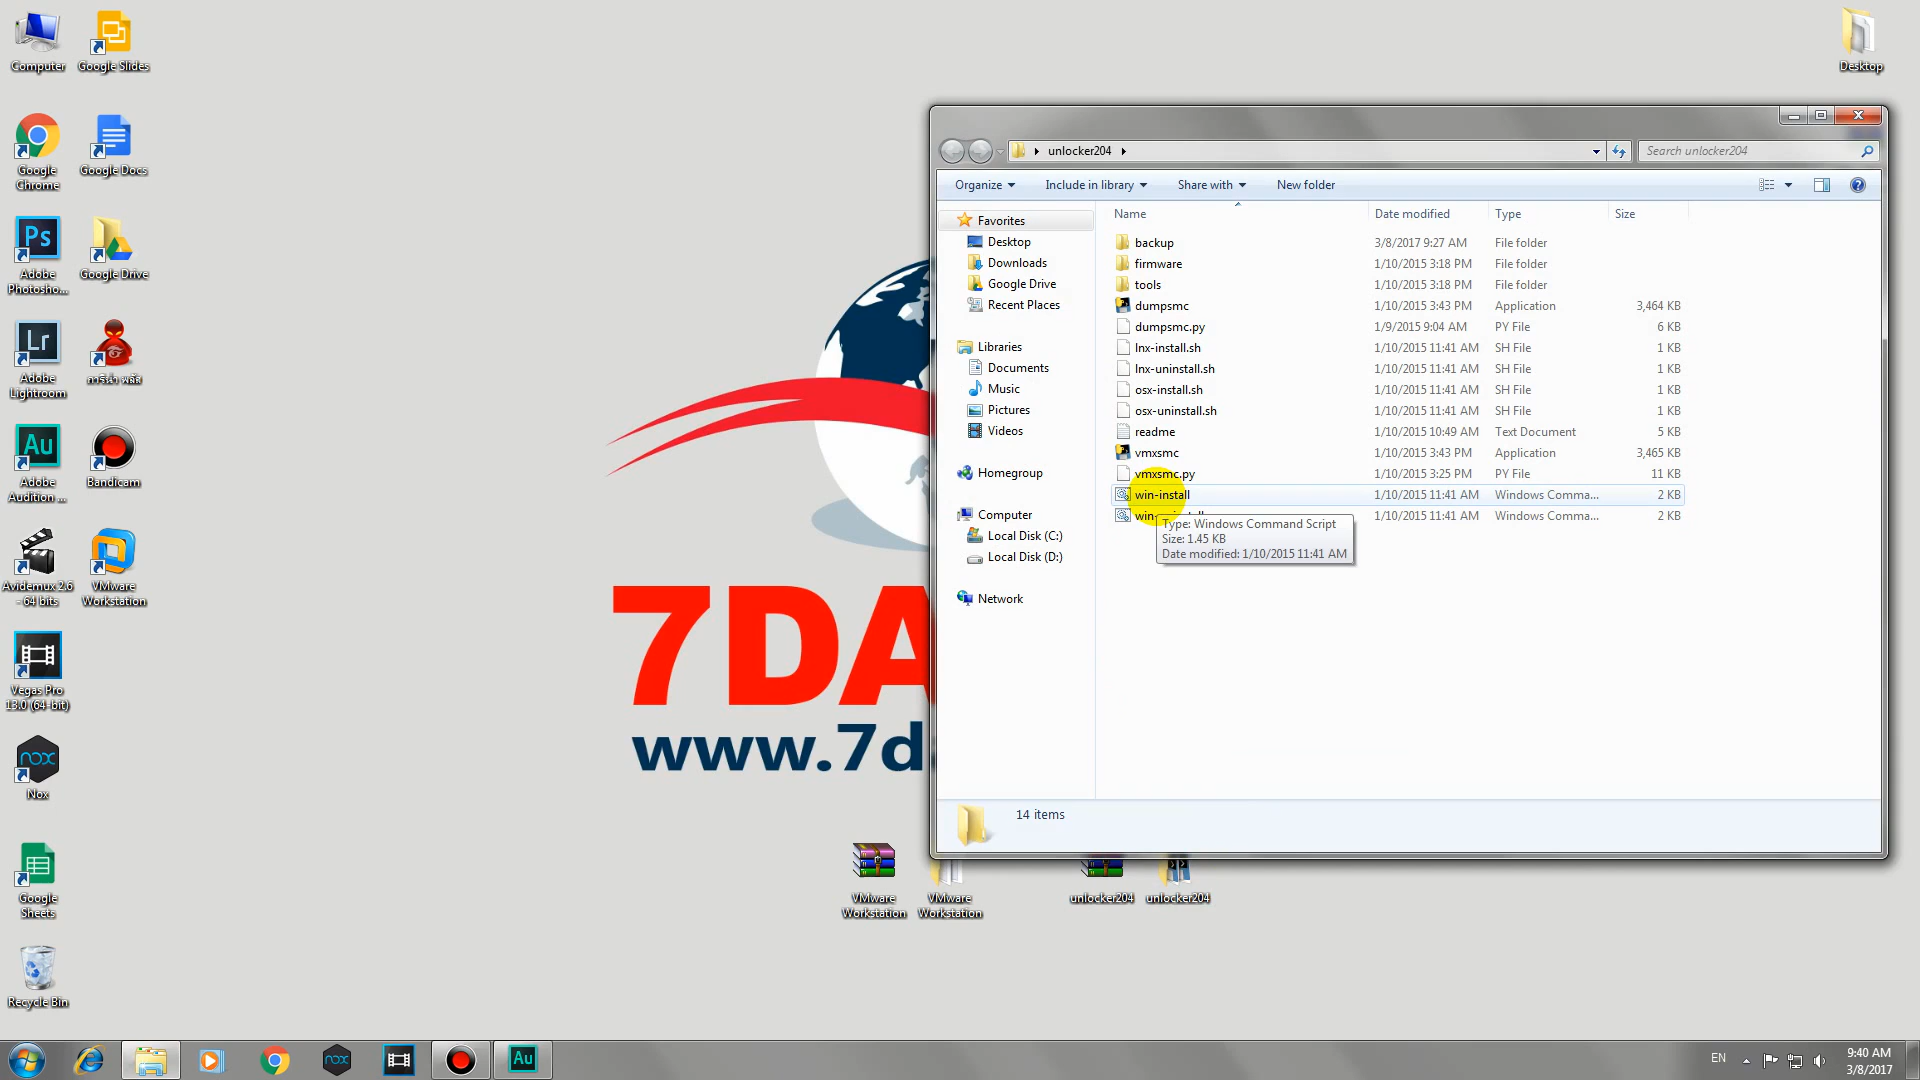 Computer
Google Slides
Google
Chrome
Google Docs
Ps
Adobe
Photosho...
Google Drive
Lr
Adobe
Lightroom
การีน่า พลัส
Au
Adobe
Audition ...
Bandicam
Avidemux 2.6
- 64 bits
VMware
Workstation
Vegas Pro
13.0 (64-bit)
nox
Nox
Google
Sheets
Recycle Bin
Desktop
7DA
www.7d
VMware
Workstation
VMware
Workstation
unlocker204
unlocker204
unlocker204
Search unlocker204
Organize
Include in library
Share with
New folder
Favorites
Desktop
Downloads
Google Drive
Recent Places
Libraries
Documents
Music
Pictures
Videos
Homegroup
Computer
Local Disk (C:)
Local Disk (D:)
Network
Name Date modified Type Size
backup 3/8/2017 9:27 AM File folder
firmware 1/10/2015 3:18 PM File folder
tools 1/10/2015 3:18 PM File folder
dumpsmc 1/10/2015 3:43 PM Application 3,464 KB
dumpsmc.py 1/9/2015 9:04 AM PY File 6 KB
lnx-install.sh 1/10/2015 11:41 AM SH File 1 KB
lnx-uninstall.sh 1/10/2015 11:41 AM SH File 1 KB
osx-install.sh 1/10/2015 11:41 AM SH File 1 KB
osx-uninstall.sh 1/10/2015 11:41 AM SH File 1 KB
readme 1/10/2015 10:49 AM Text Document 5 KB
vmxsmc 1/10/2015 3:25 PM Application 3,465 KB
vmxsmc.py 1/10/2015 3:25 PM PY File 11 KB
win-install 1/10/2015 11:41 AM Windows Comma... 2 KB
1/10/2015 11:41 AM Windows Comma... 2 KB
Type: Windows Command Script
Size: 1.45 KB
Date modified: 1/10/2015 11:41 AM
14 items
nox
Au
EN
9:40 AM
3/8/2017